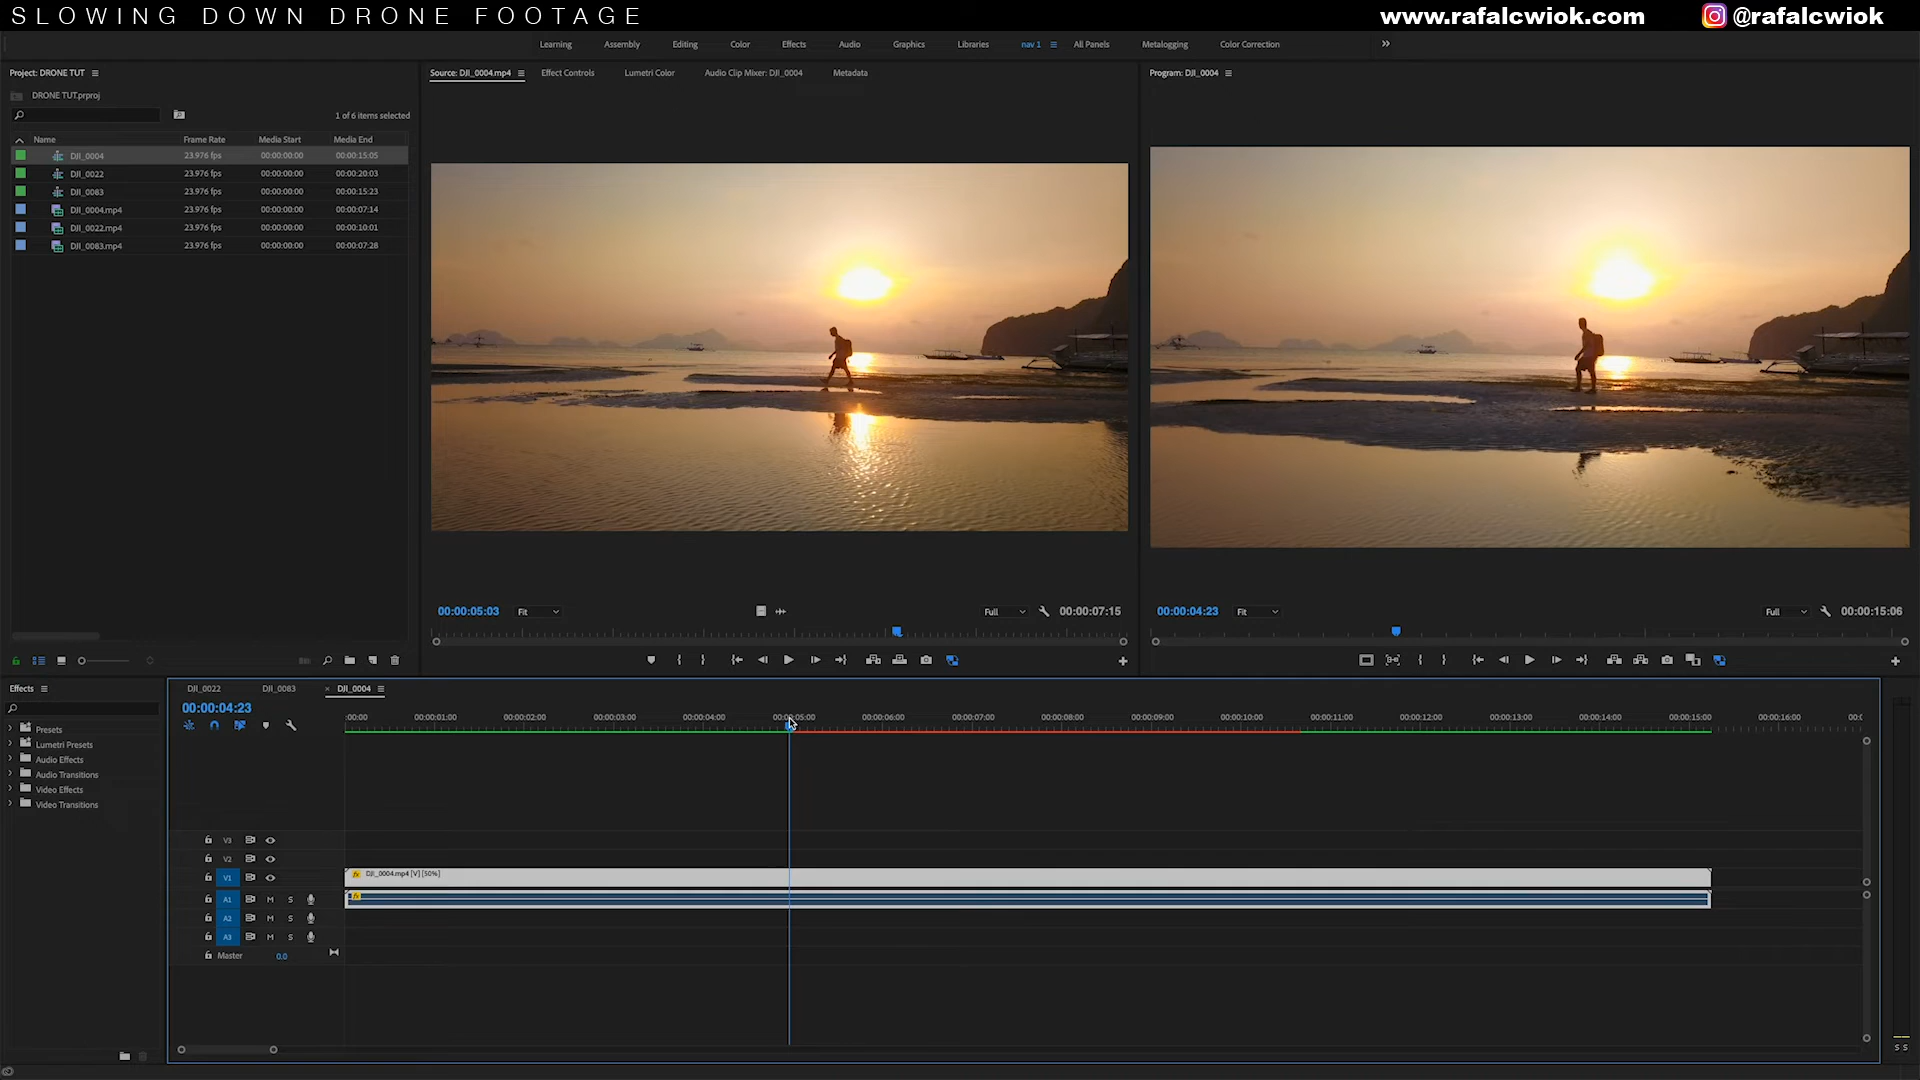 SLOWING DOWN DRONE FOOTAGE
www.rafalcwiok.com @rafalcwiok
Learning Assembly Editing Color Effects Audio Graphics Libraries nav 1 All Panels Metalogging Color Correction
Project: DRONE TUT
DRONE TUT.prproj
1 of 6 items selected
Name Frame Rate Media Start Media End
DJI_0004 23.976 fps 00:00:00:00 00:00:15:05
DJI_0022 23.976 fps 00:00:00:00 00:00:20:03
DJI_0083 23.976 fps 00:00:00:00 00:00:15:23
DJI_0004.mp4 23.976 fps 00:00:00:00 00:00:07:14
DJI_0022.mp4 23.976 fps 00:00:00:00 00:00:10:01
DJI_0083.mp4 23.976 fps 00:00:00:00 00:00:07:28
Source: DJI_0004.mp4 Effect Controls Lumetri Color Audio Clip Mixer: DJI_0004 Metadata
00:00:05:03 Fit Full 00:00:07:15
Program: DJI_0004
00:00:04:23 Fit Full 00:00:15:06
Effects
Presets
Lumetri Presets
Audio Effects
Audio Transitions
Video Effects
Video Transitions
DJI_0022 DJI_0083 × DJI_0004
00:00:04:23
:00:00 00:00:01:00 00:00:02:00 00:00:03:00 00:00:04:00 00:00:05:00 00:00:06:00 00:00:07:00 00:00:08:00 00:00:09:00 00:00:10:00 00:00:11:00 00:00:12:00 00:00:13:00 00:00:14:00 00:00:15:00 00:00:16:00
V3
V2
V1 DJI_0004.mp4 [V] [50%]
A1 M S
A2 M S
A3 M S
Master 0.0
S S